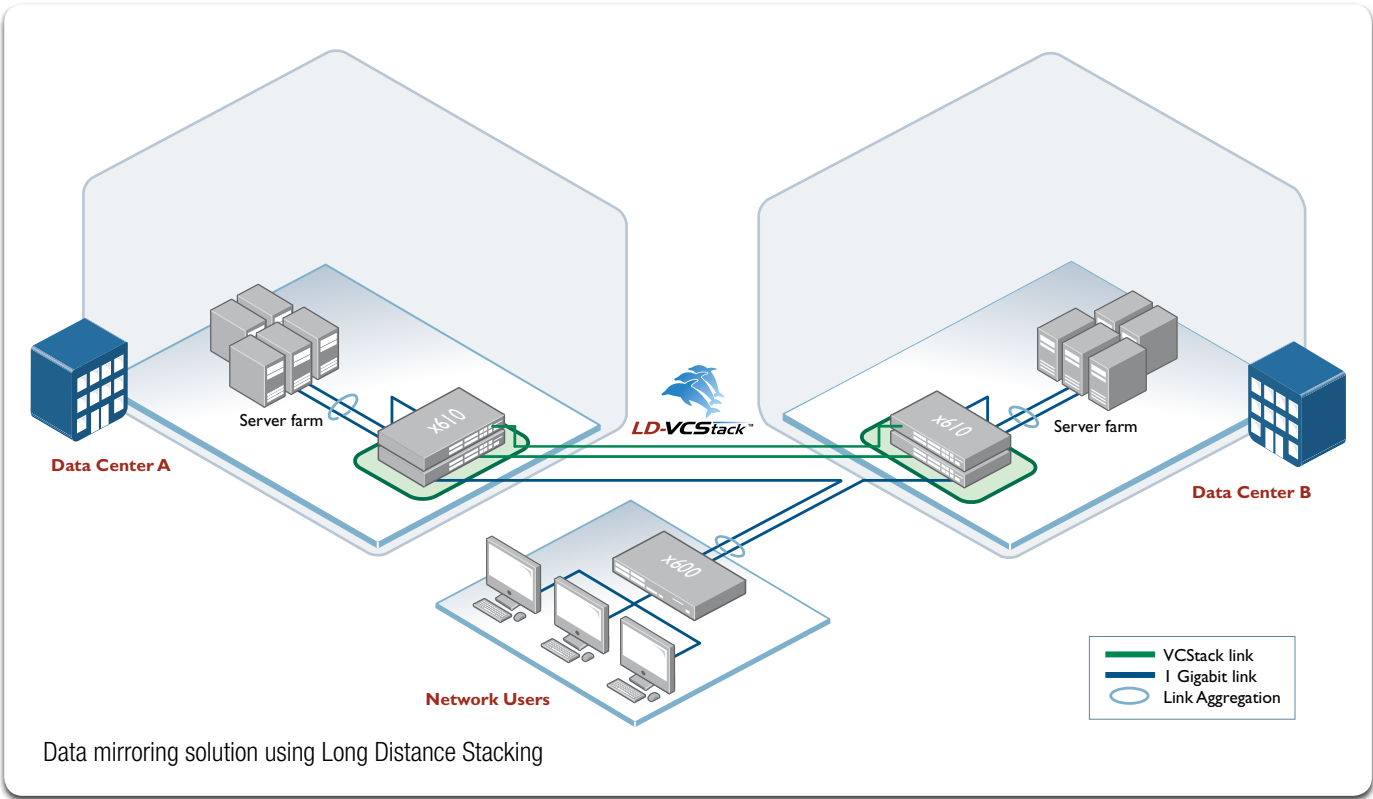 x610
x610
Server farm
LD-VCStack™
Server farm
Data Center A
Data Center B
x600
Network Users
VCStack link
1 Gigabit link
Link Aggregation
Data mirroring solution using Long Distance Stacking